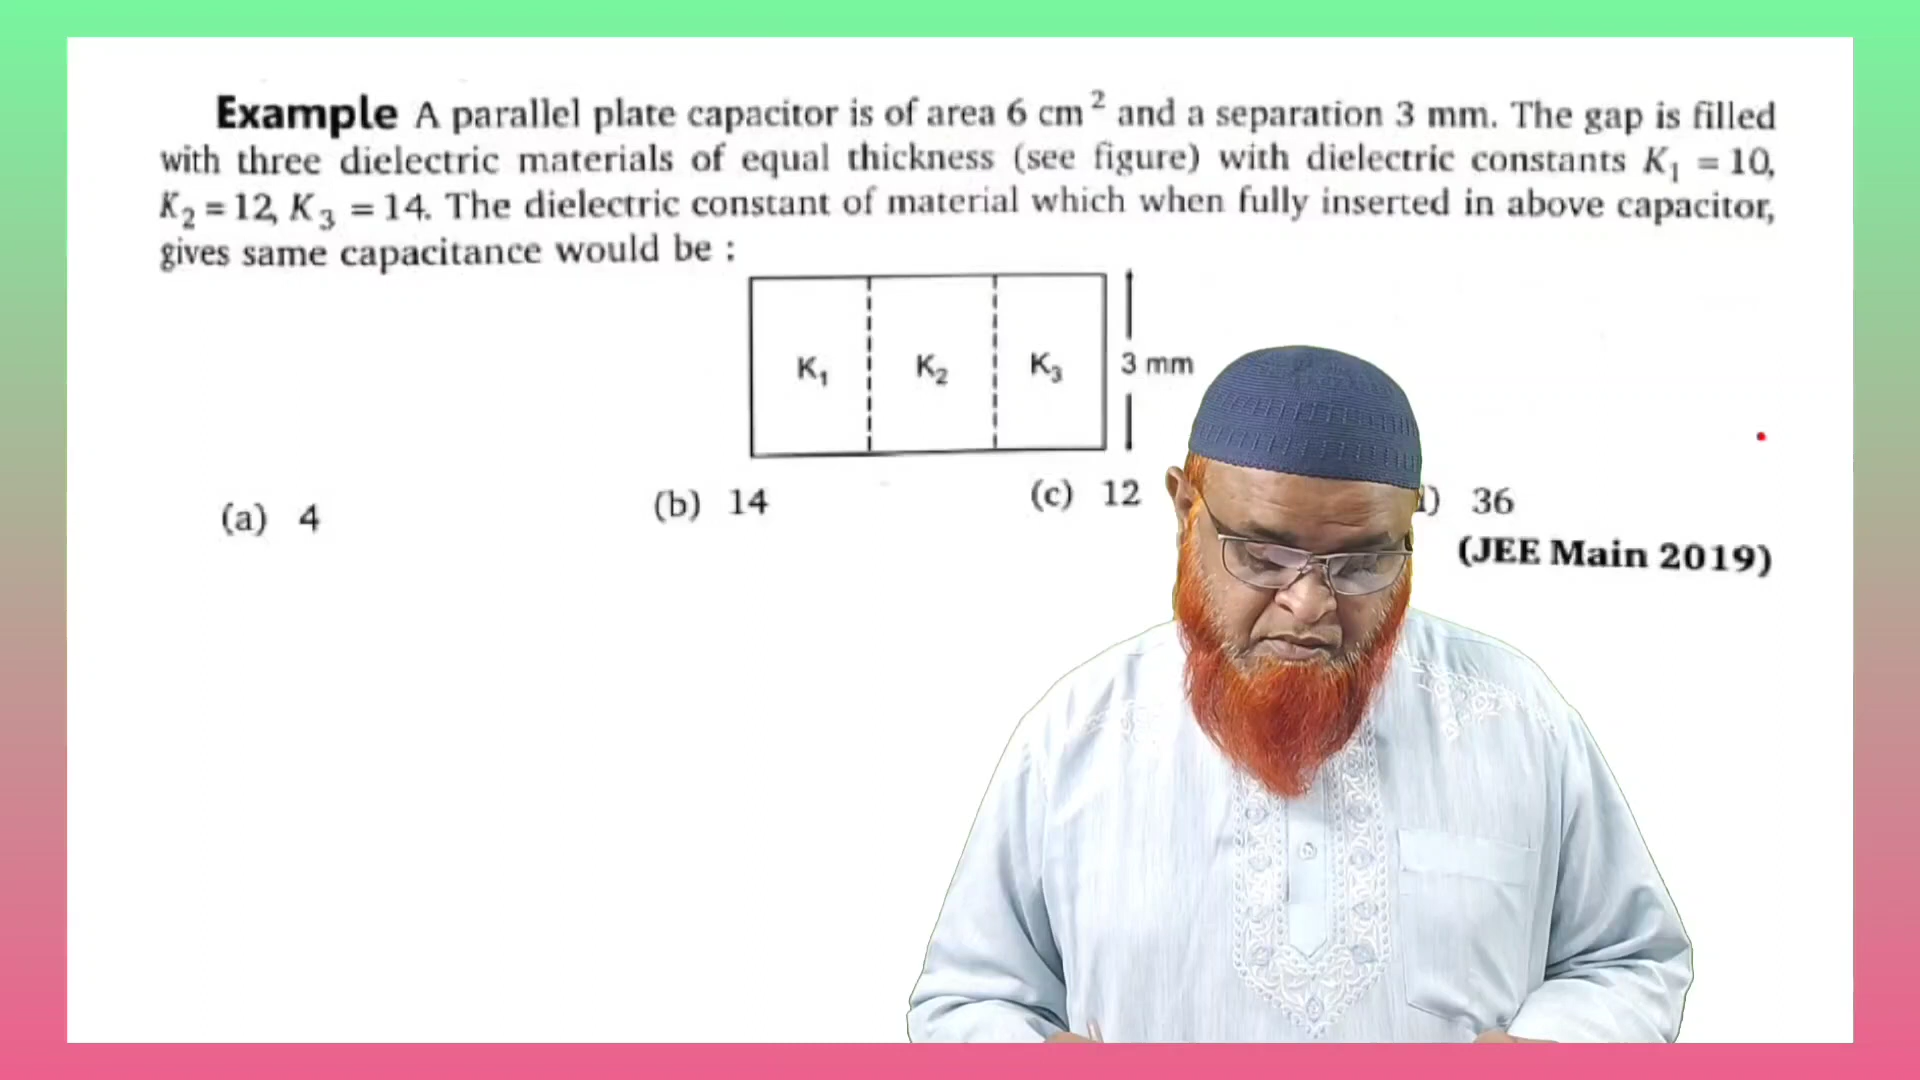 Example A parallel plate capacitor is of area 6 cm² and a separation 3 mm. The gap is filled
with three dielectric materials of equal thickness (see figure) with dielectric constants K₁ = 10,
K₂ = 12, K₃ = 14. The dielectric constant of material which when fully inserted in above capacitor,
gives same capacitance would be :
K₁ K₂ K₃ 3 mm
(a) 4 (b) 14 (c) 12 ) 36
(JEE Main 2019)